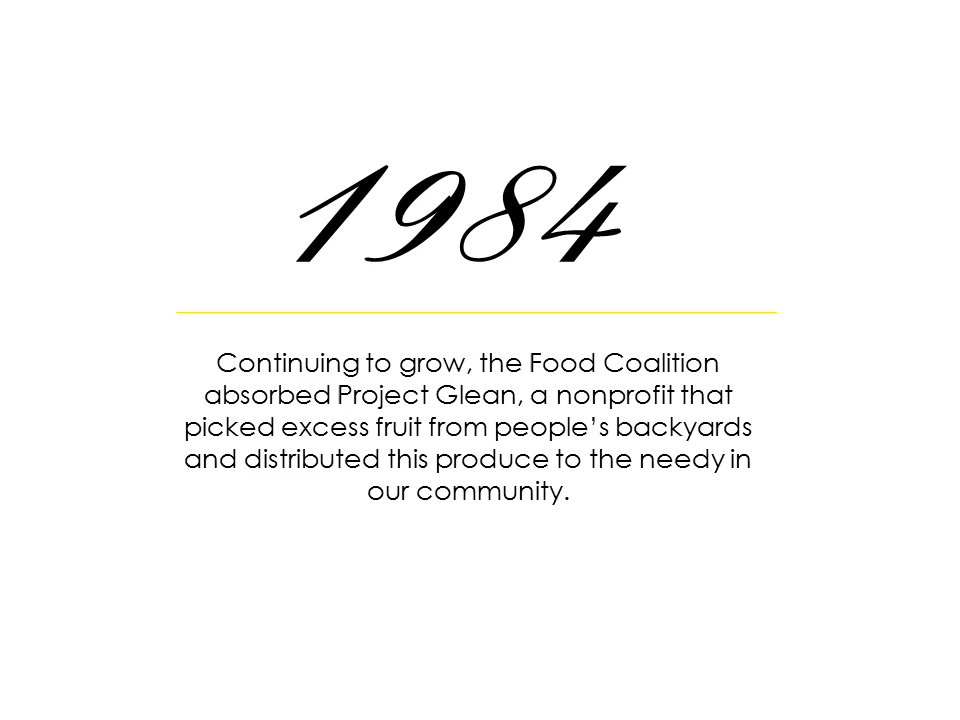 1984
Continuing to grow, the Food Coalition
absorbed Project Glean, a nonprofit that
picked excess fruit from people’s backyards
and distributed this produce to the needy in
our community.